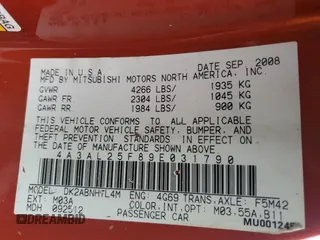 MADE IN U.S.A
DATE SEP 2008
BY MITSUBISHI MOTORS NORTH AMERICA, INC
GVWR 4266 LBS/ 1935 KG
GAWR FR 2304 LBS/ 1045 KG
GAWR RR 1984 LBS/ 900 KG
THIS VEHICLE CONFORMS TO ALL APPLICABLE
FEDERAL MOTOR VEHICLE SAFETY, BUMPER, AND
THEFT PREVENTION STANDARDS IN EFFECT
ON THE DATE OF MANUFACTURE SHOWN ABOVE
4A3AL25F89E031790
MODEL: DK2ABNH7L4M ENG: 4G69 TRANS.AXLE: F5M42
EXT: M03A COLOR.INT.OPT: M03.55A.B11
MDH: 092512 PASSENGER CAR
© DREAMBID MU00124